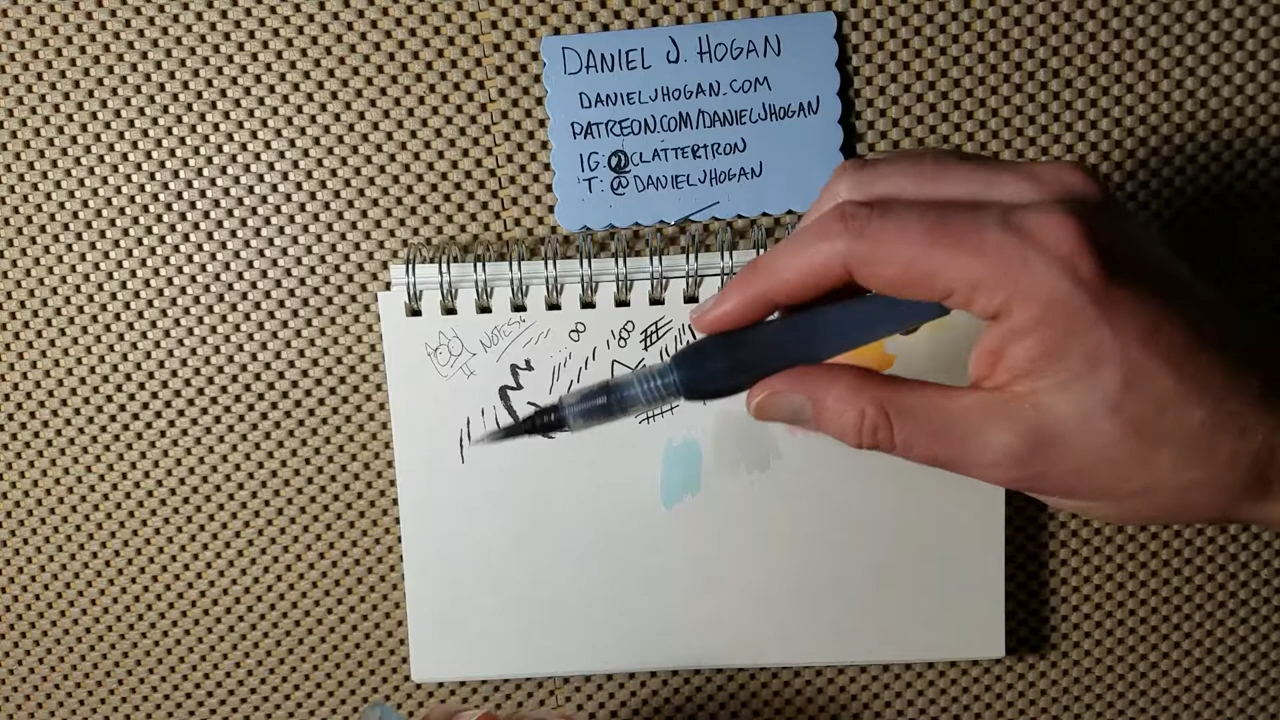 DANIEL J. HOGAN
DANIELJHOGAN.COM
PATREON.COM/DANIELJHOGAN
IG: @CLATTERTRON
T: @DANIELJHOGAN
NOTES